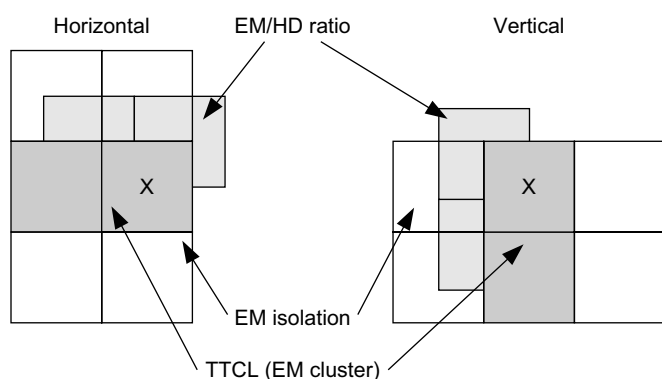 Horizontal
EM/HD ratio
Vertical
X
X
EM isolation
TTCL (EM cluster)